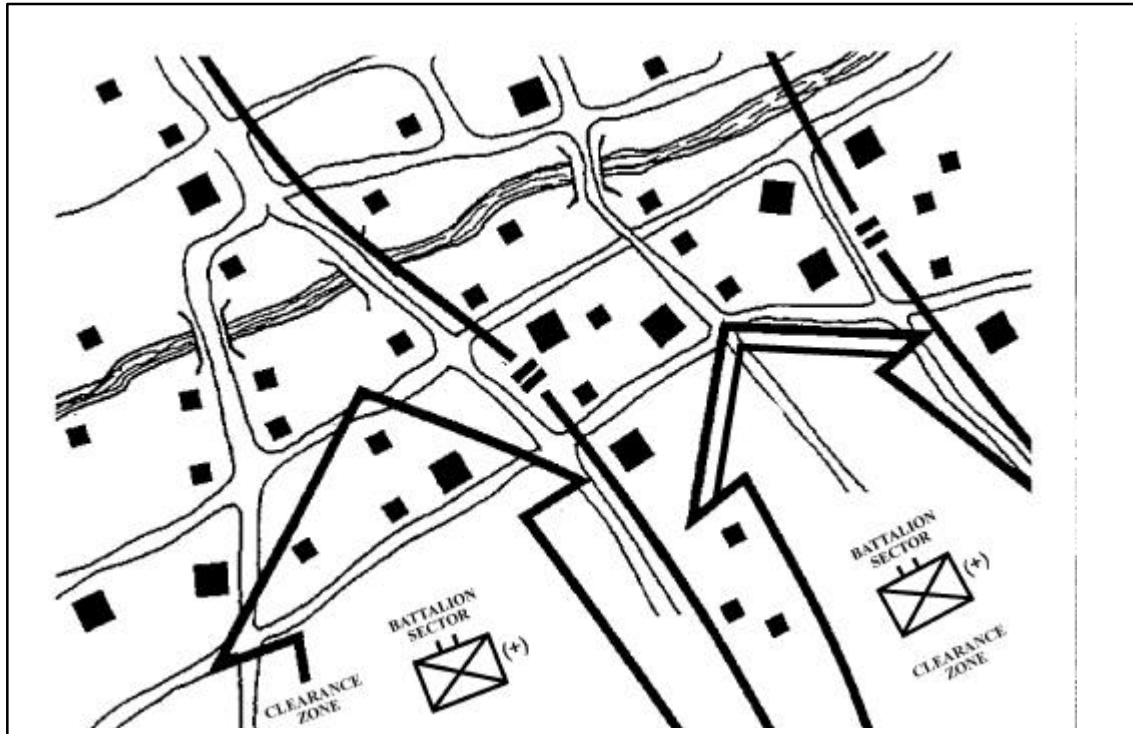 BATTALION
SECTOR
(+)
CLEARANCE
ZONE
BATTALION
SECTOR
(+)
CLEARANCE
ZONE